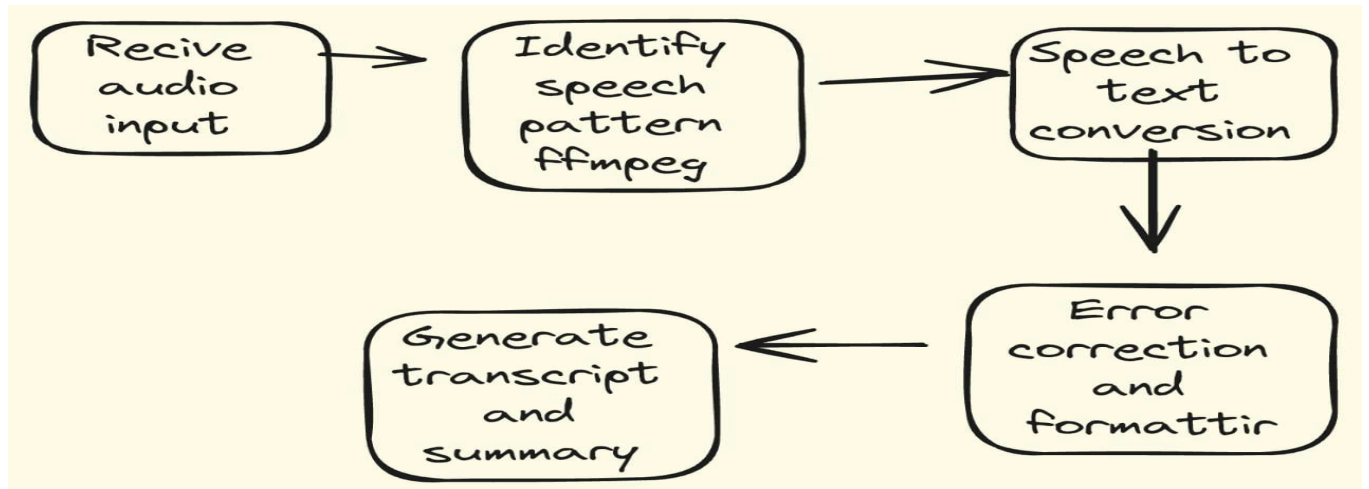 Recive
audio
input
Identify
speech
pattern
ffmpeg
Speech to
text
conversion
Error
correction
and
formattir
Generate
transcript
and
summary